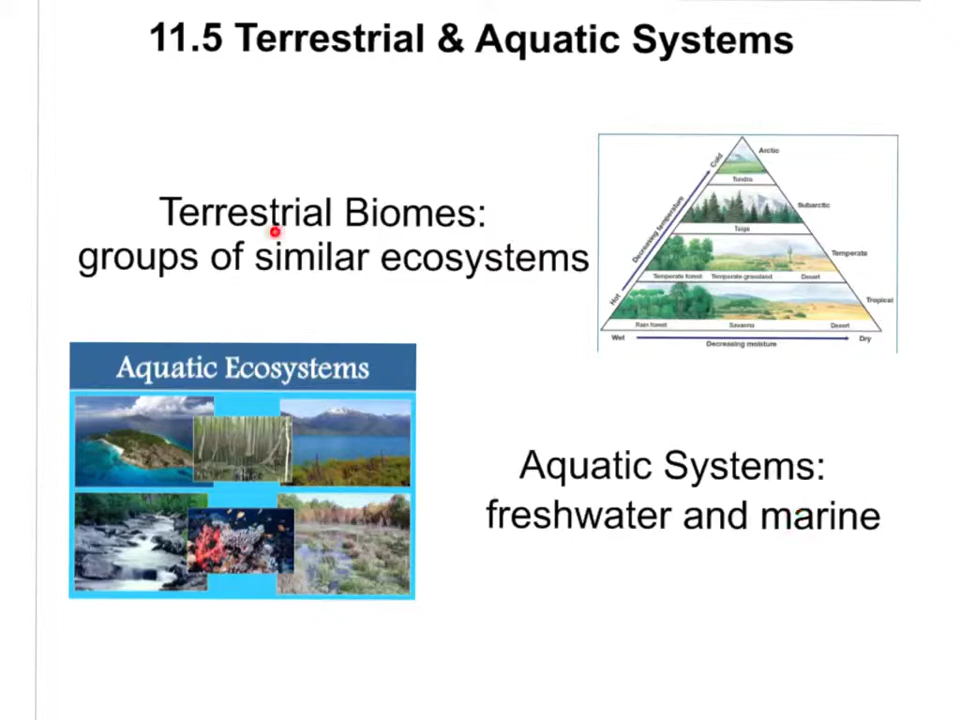 11.5 Terrestrial & Aquatic Systems
Terrestrial Biomes:
groups of similar ecosystems
Cold
Arctic
Tundra
Decreasing temperature
Subarctic
Taiga
Temperate
Temperate forest Temperate grassland Desert
Hot
Tropical
Rain forest Savanna Desert
Wet Decreasing moisture Dry
Aquatic Ecosystems
Aquatic Systems:
freshwater and marine